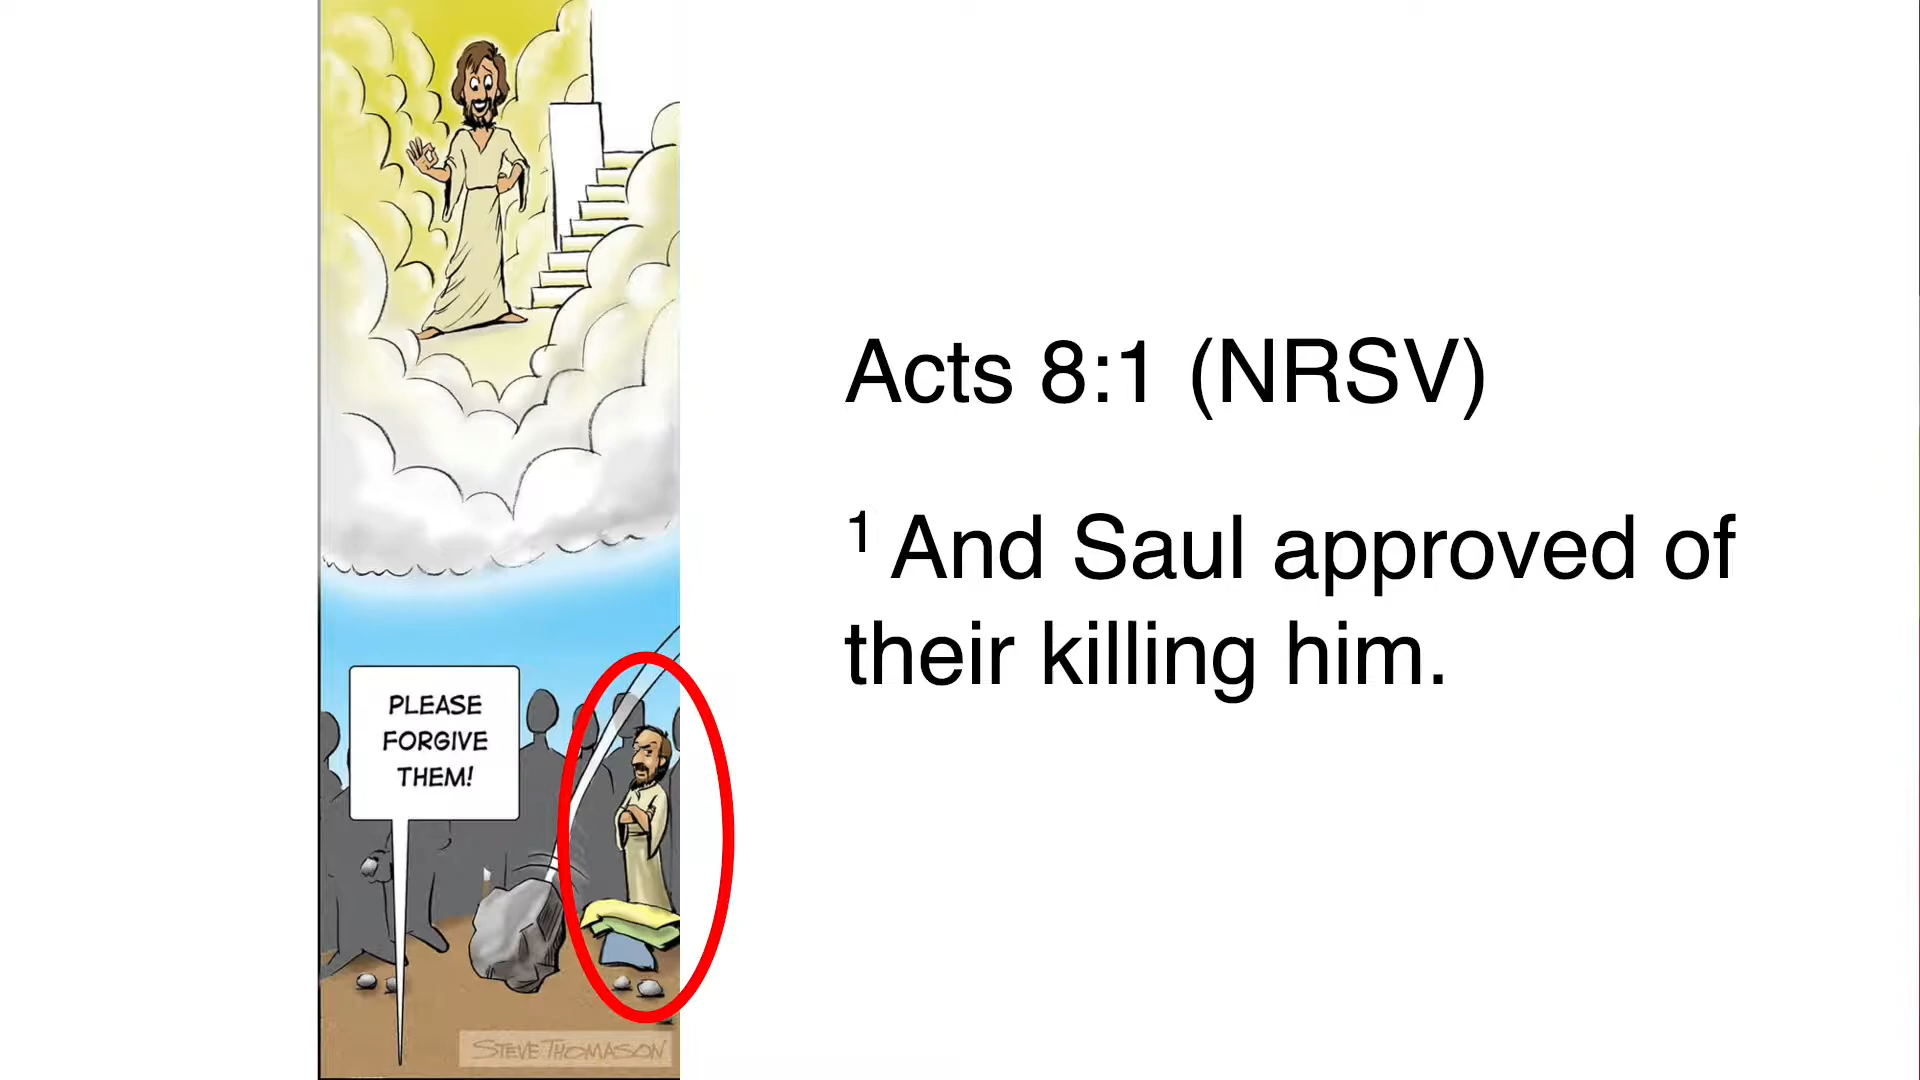 Acts 8:1 (NRSV)
1 And Saul approved of
their killing him.
PLEASE
FORGIVE
THEM!
STEVE THOMASON